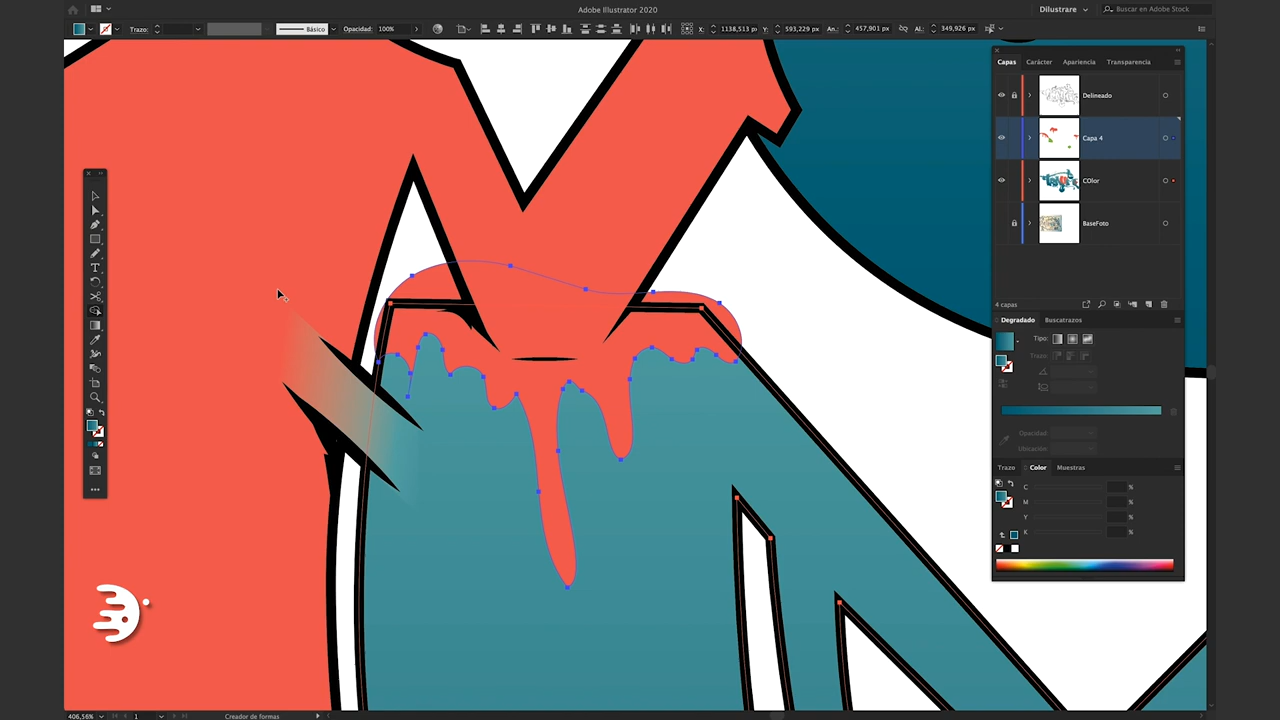 Adobe Illustrator 2020
Dilustrare
Buscar en Adobe Stock
Trazo:
Básico
Opacidad: 100%
X: 1138,513 px
Y: 593,229 px
An.: 457,901 px
Al.: 349,926 px
Capas Carácter Apariencia Transparencia
Delineado
Capa 4
COlor
BaseFoto
4 capas
Degradado Buscatrazos
Tipo:
Trazo:
Opacidad:
Ubicación:
Trazo Color Muestras
C %
M %
Y %
K %
406,56% 1 Creador de formas